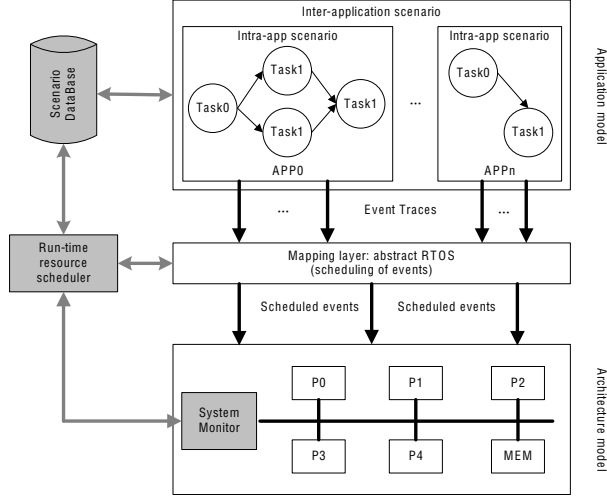 Inter-application scenario
Intra-app scenario
Intra-app scenario
Scenario
DataBase
Task0
Task1
Task1
Task1
...
Task0
Task1
APP0
APPn
Application model
...
Event Traces
...
Run-time
resource
scheduler
Mapping layer: abstract RTOS
(scheduling of events)
Scheduled events
Scheduled events
System
Monitor
P0
P1
P2
P3
P4
MEM
Architecture model